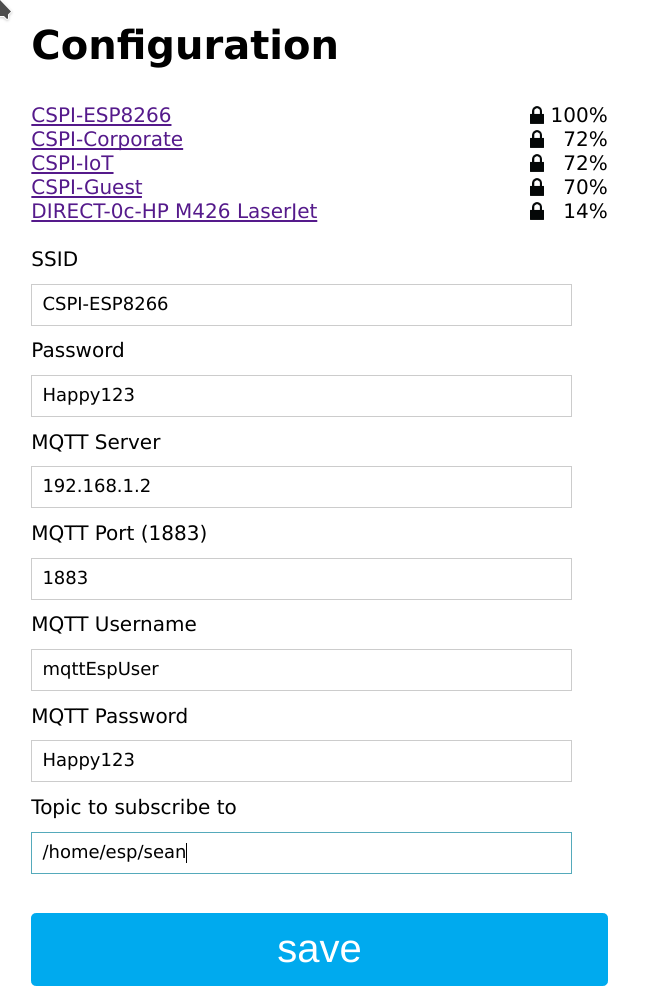 Configuration
CSPI-ESP8266 100%
CSPI-Corporate 72%
CSPI-IoT 72%
CSPI-Guest 70%
DIRECT-0c-HP M426 LaserJet 14%
SSID
CSPI-ESP8266
Password
Happy123
MQTT Server
192.168.1.2
MQTT Port (1883)
1883
MQTT Username
mqttEspUser
MQTT Password
Happy123
Topic to subscribe to
/home/esp/sean
save